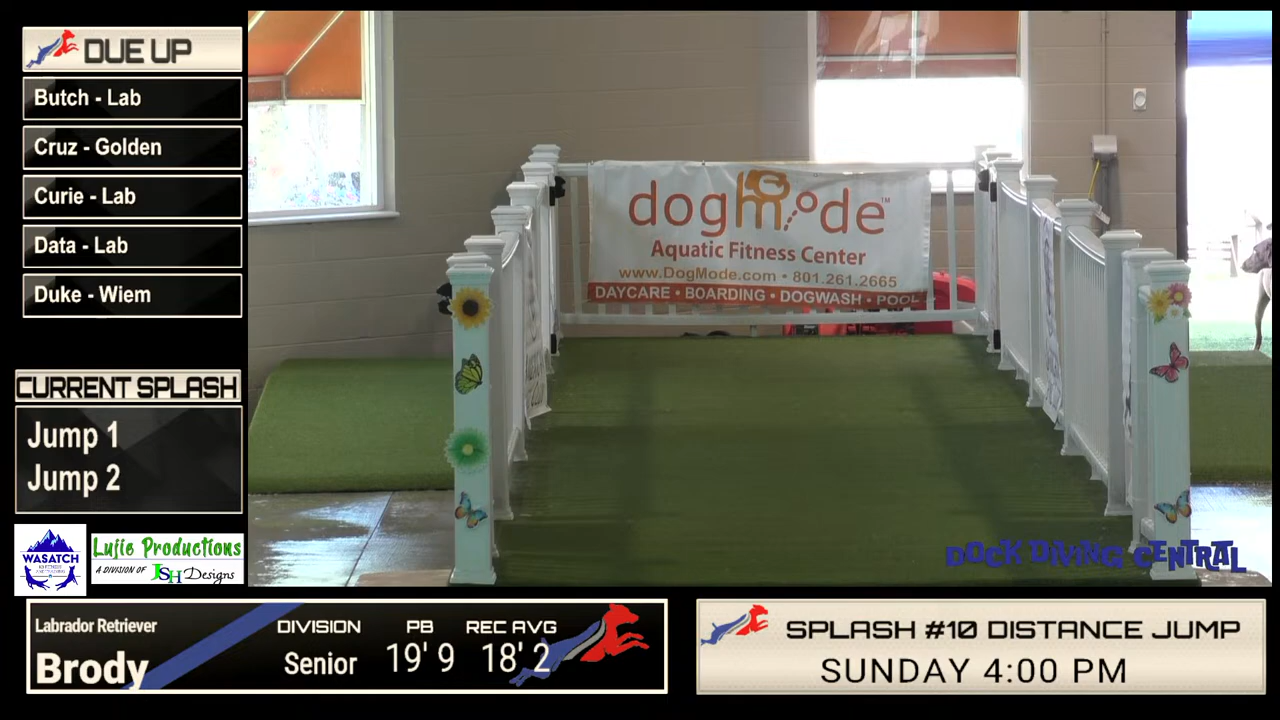 DUE UP
Butch - Lab
Cruz - Golden
Curie - Lab
Data - Lab
Duke - Wiem
CURRENT SPLASH
Jump 1
Jump 2
WASATCH
Lujie Productions
A DIVISION OF JSH Designs
dogmode™
Aquatic Fitness Center
www.DogMode.com • 801.261.2665
DAYCARE • BOARDING • DOGWASH • POOL
DOCK DIVING CENTRAL
Labrador Retriever
Brody
DIVISION
Senior
PB
19' 9
REC AVG
18' 2
SPLASH #10 DISTANCE JUMP
SUNDAY 4:00 PM